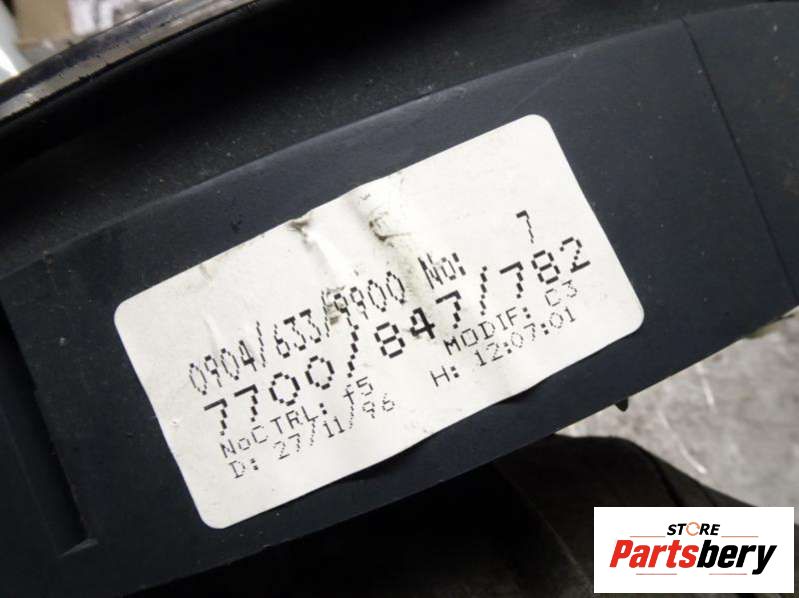 0904/633/9900 No: 7
7700/847/782
NoCTRL: f5 MODIF: C3
D: 27/11/96 H: 12:07:01
STORE
Partsbery